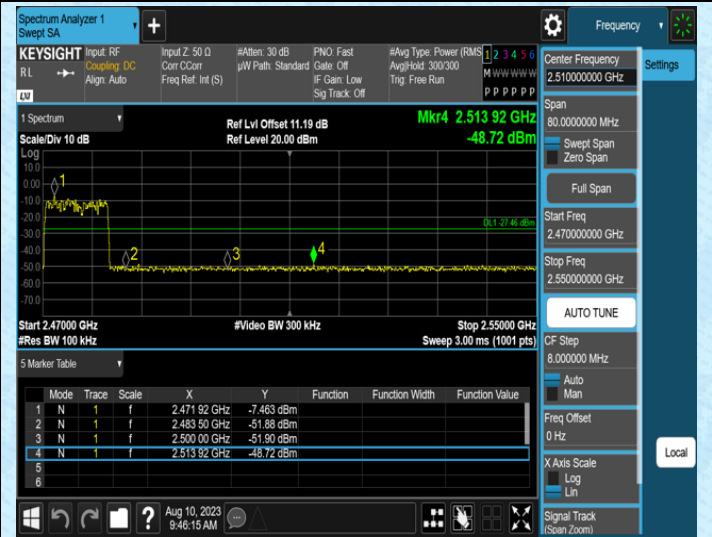 Spectrum Analyzer 1
Swept SA
Frequency
KEYSIGHT
RL
LXI
Input: RF
Coupling: DC
Align: Auto
Input Z: 50 Ω
Corr CCorr
Freq Ref: Int (S)
#Atten: 30 dB
µW Path: Standard
PNO: Fast
Gate: Off
IF Gain: Low
Sig Track: Off
#Avg Type: Power (RMS
Avg|Hold: 300/300
Trig: Free Run
1 2 3 4 5 6
M W W W W W
P P P P P P
1 Spectrum
Scale/Div 10 dB
Ref Lvl Offset 11.19 dB
Ref Level 20.00 dBm
Mkr4 2.513 92 GHz
-48.72 dBm
Log
10.0
0.00
-10.0
-20.0
-30.0
-40.0
-50.0
-60.0
-70.0
1
2
3
4
DL1 -27.46 dBm
Start 2.47000 GHz
#Res BW 100 kHz
#Video BW 300 kHz
Stop 2.55000 GHz
Sweep 3.00 ms (1001 pts)
5 Marker Table
Mode Trace Scale X Y Function Function Width Function Value
1 N 1 f 2.471 92 GHz -7.463 dBm
2 N 1 f 2.483 50 GHz -51.88 dBm
3 N 1 f 2.500 00 GHz -51.90 dBm
4 N 1 f 2.513 92 GHz -48.72 dBm
5
6
Center Frequency
2.510000000 GHz
Settings
Span
80.0000000 MHz
Swept Span
Zero Span
Full Span
Start Freq
2.470000000 GHz
Stop Freq
2.550000000 GHz
AUTO TUNE
CF Step
8.000000 MHz
Auto
Man
Freq Offset
0 Hz
X Axis Scale
Log
Lin
Signal Track
(Span Zoom)
Local
?
Aug 10, 2023
9:46:15 AM